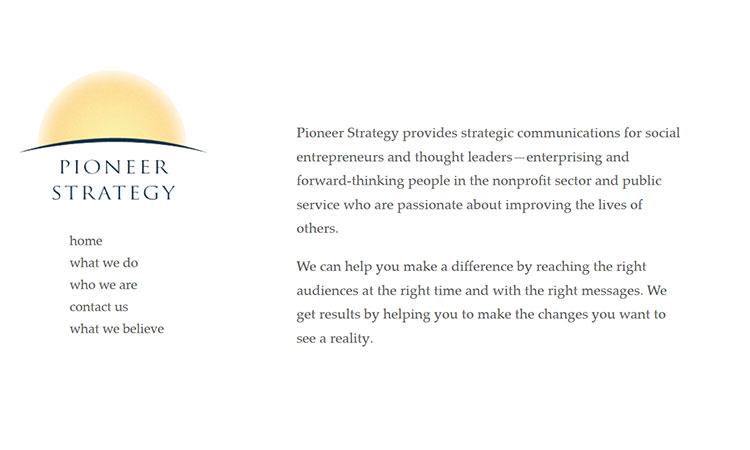 PIONEER
STRATEGY
home
what we do
who we are
contact us
what we believe
Pioneer Strategy provides strategic communications for social
entrepreneurs and thought leaders—enterprising and
forward-thinking people in the nonprofit sector and public
service who are passionate about improving the lives of
others.
We can help you make a difference by reaching the right
audiences at the right time and with the right messages. We
get results by helping you to make the changes you want to
see a reality.